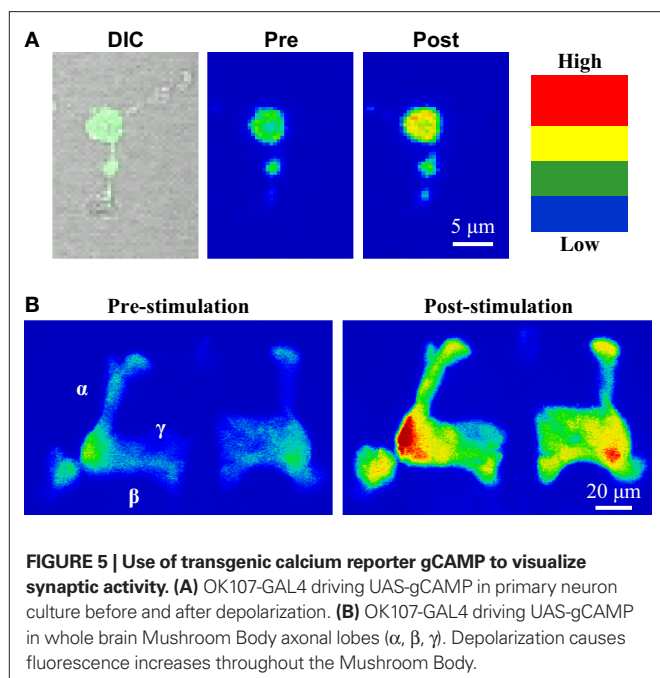 A DIC Pre Post High
5 μm
Low
B Pre-stimulation Post-stimulation
α
γ
β
20 μm
FIGURE 5 | Use of transgenic calcium reporter gCAMP to visualize
synaptic activity. (A) OK107-GAL4 driving UAS-gCAMP in primary neuron
culture before and after depolarization. (B) OK107-GAL4 driving UAS-gCAMP
in whole brain Mushroom Body axonal lobes (α, β, γ). Depolarization causes
fluorescence increases throughout the Mushroom Body.